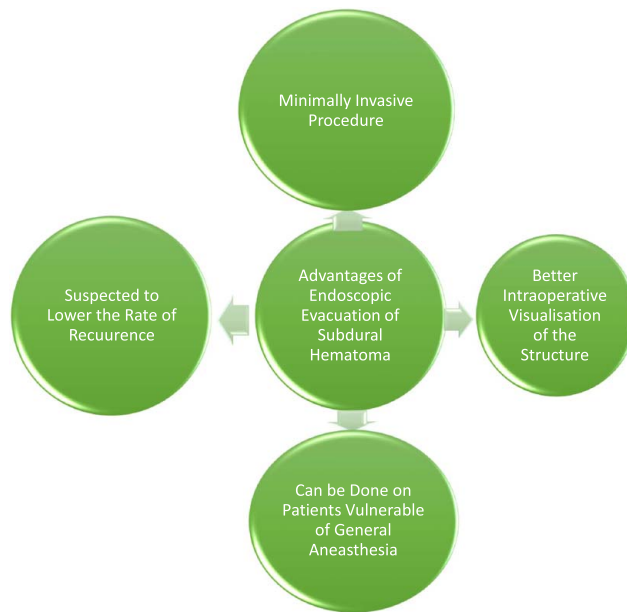 Minimally Invasive
Procedure
Suspected to
Lower the Rate of
Recuurence
Advantages of
Endoscopic
Evacuation of
Subdural
Hematoma
Better
Intraoperative
Visualisation
of the
Structure
Can be Done on
Patients Vulnerable
of General
Aneasthesia